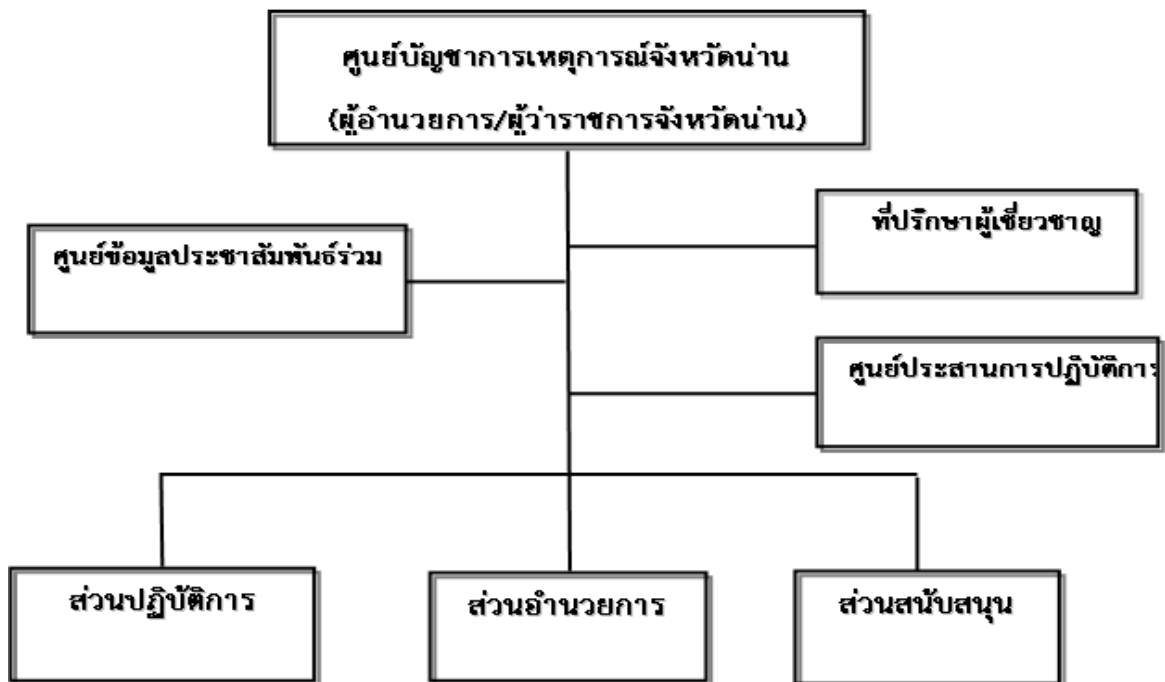 ศูนย์บัญชาการเหตุการณ์จังหวัดน่าน
(ผู้อำนวยการ/ผู้ว่าราชการจังหวัดน่าน)
ที่ปรึกษาผู้เชี่ยวชาญ
ศูนย์ข้อมูลประชาสัมพันธ์ร่วม
ศูนย์ประสานการปฏิบัติการ
ส่วนปฏิบัติการ
ส่วนอำนวยการ
ส่วนสนับสนุน